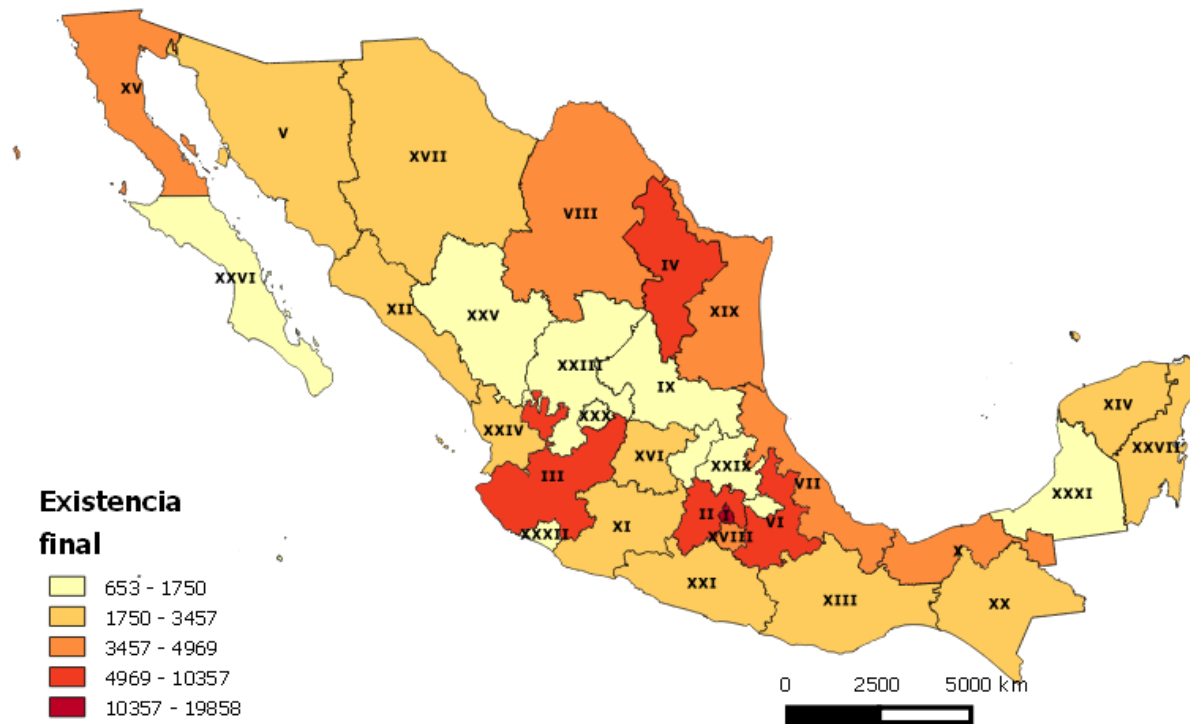 XV
V
XVII
VIII
IV
XXVI
XII
XXV
XIX
XXIII
IX
XXX
XXIV
XIV
XVI
XXIX
XXVII
III
VII
XXXI
II
I
VI
XXXII
XI
XVIII
X
XXI
XIII
XX
Existencia
final
653 - 1750
1750 - 3457
3457 - 4969
4969 - 10357
10357 - 19858
0 2500 5000 km